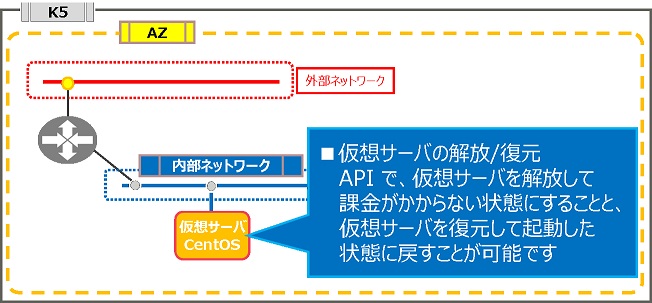 K5
AZ
外部ネットワーク
内部ネットワーク
仮想サーバ
CentOS
■ 仮想サーバの解放/復元
API で、仮想サーバを解放して
課金がかからない状態にすることと、
仮想サーバを復元して起動した
状態に戻すことが可能です